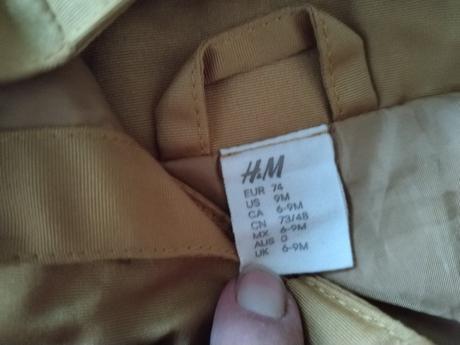 H&M
EUR 74
US 9M
CA 6-9M
CN 73/48
MX 6-9M
AUS 0
UK 6-9M